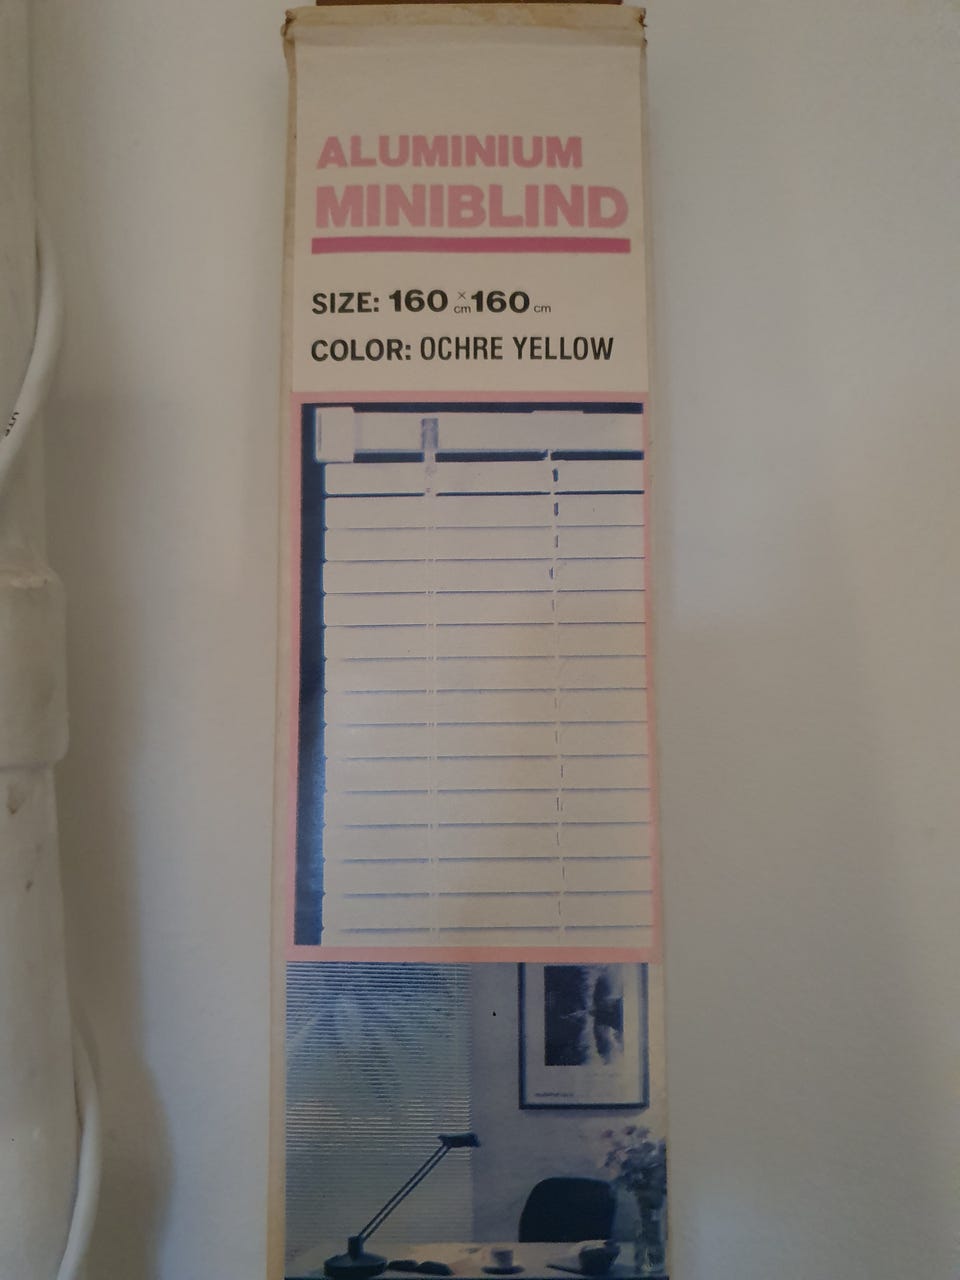 ALUMINIUM
MINIBLIND
SIZE: 160 cm × 160 cm
COLOR: OCHRE YELLOW